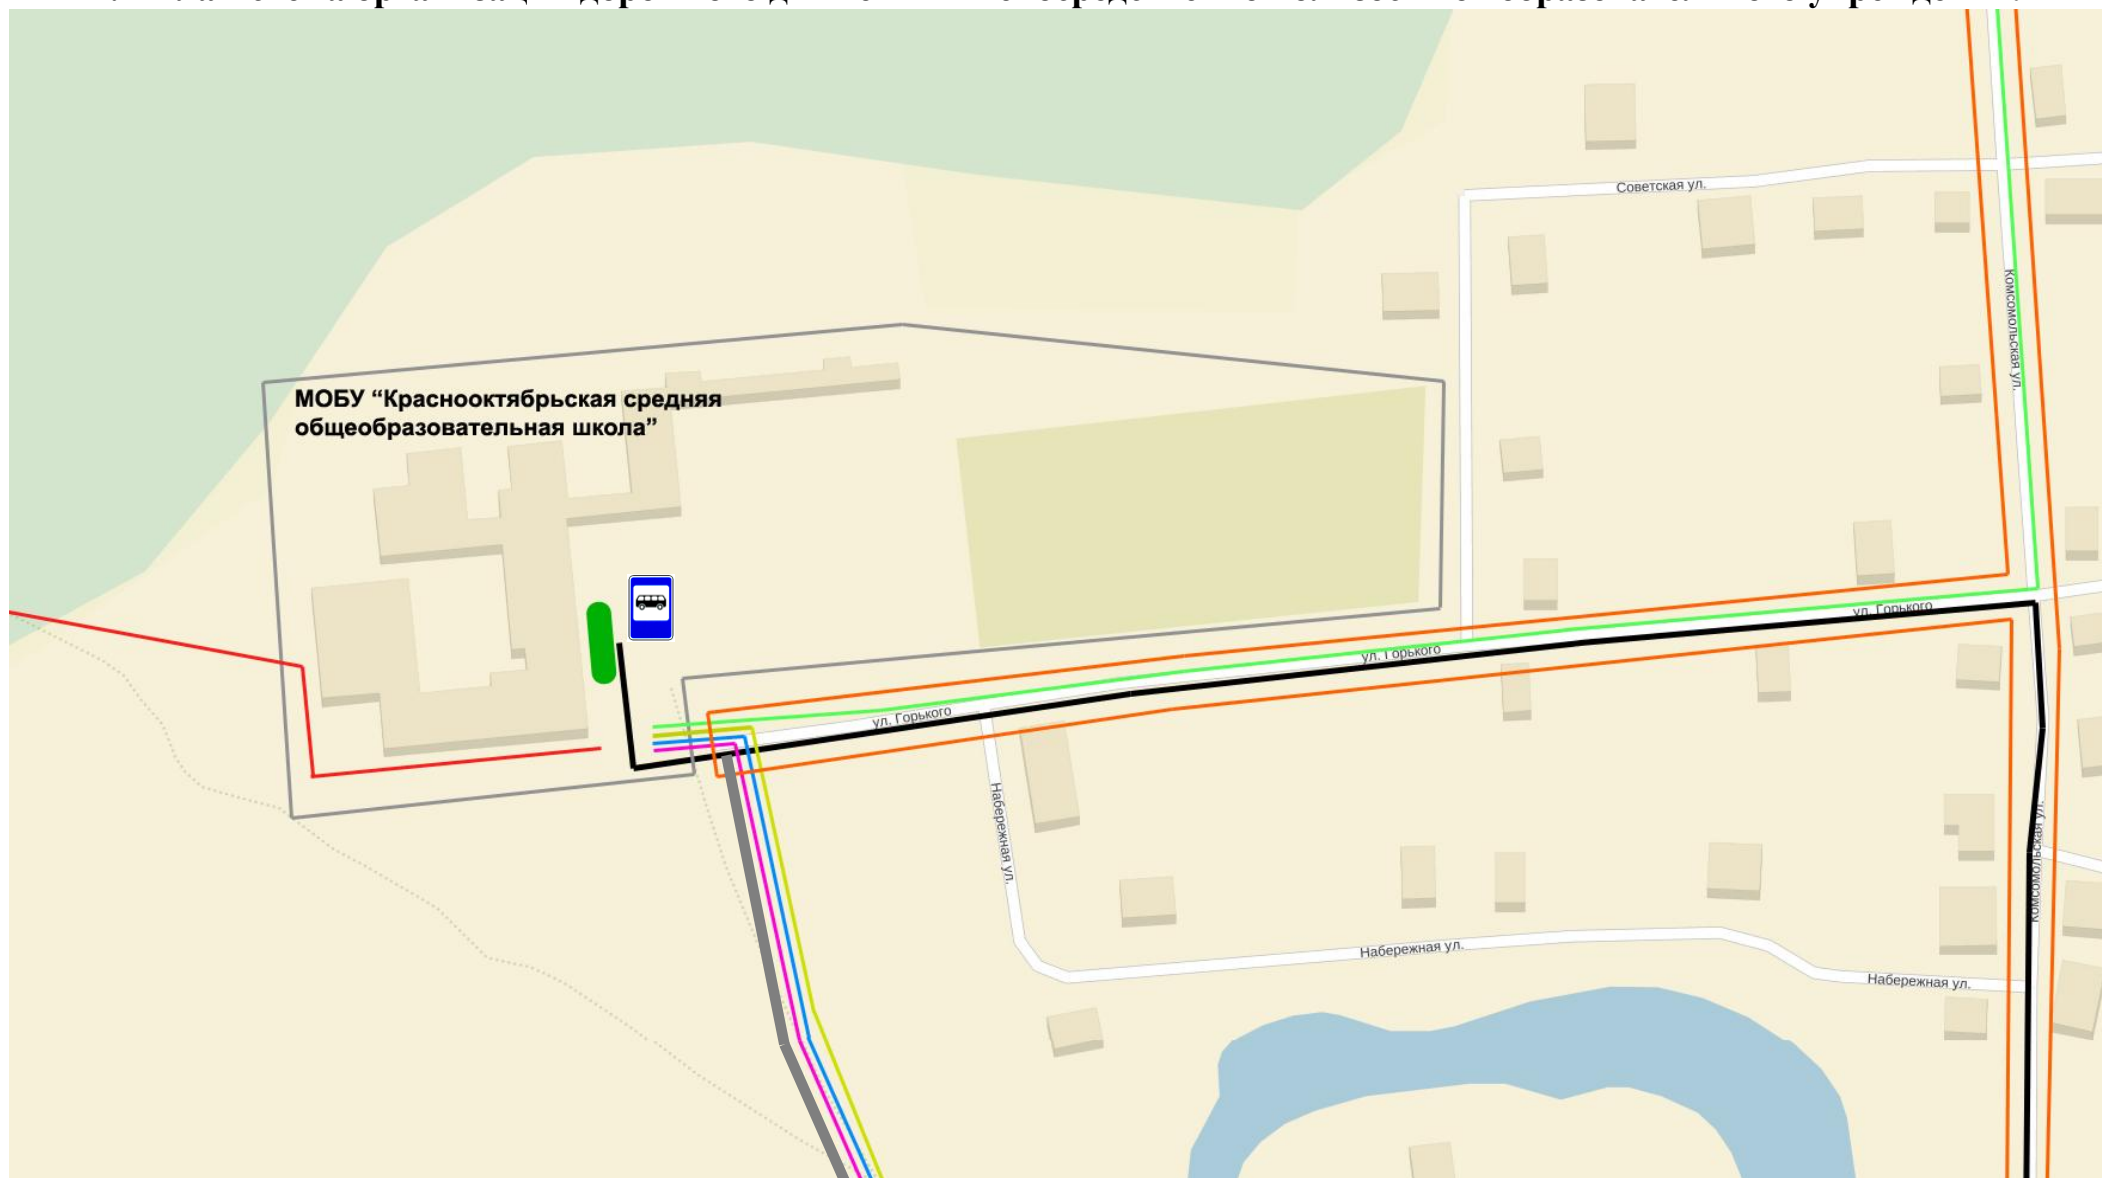 Советская ул.
Комсомольская ул.
МОБУ “Краснооктябрьская средняя
общеобразовательная школа”
ул. Горького
ул. Горького
ул. Горького
Набережная ул.
Комсомольская ул.
Набережная ул.
Набережная ул.